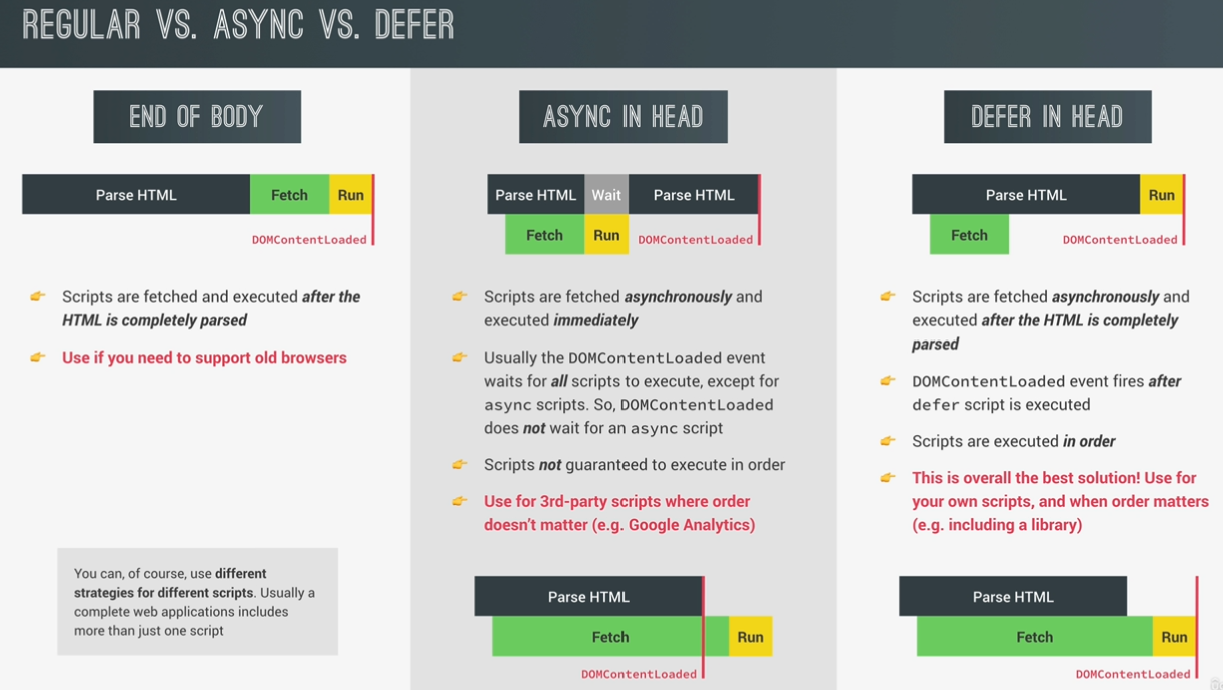 REGULAR VS. ASYNC VS. DEFER
END OF BODY
Parse HTML Fetch Run
DOMContentLoaded
Scripts are fetched and executed after the
HTML is completely parsed
Use if you need to support old browsers
You can, of course, use different
strategies for different scripts. Usually a
complete web applications includes
more than just one script
ASYNC IN HEAD
Parse HTML Wait Parse HTML
Fetch Run DOMContentLoaded
Scripts are fetched asynchronously and
executed immediately
Usually the DOMContentLoaded event
waits for all scripts to execute, except for
async scripts. So, DOMContentLoaded
does not wait for an async script
Scripts not guaranteed to execute in order
Use for 3rd-party scripts where order
doesn't matter (e.g. Google Analytics)
Parse HTML
Fetch Run
DOMContentLoaded
DEFER IN HEAD
Parse HTML Run
Fetch DOMContentLoaded
Scripts are fetched asynchronously and
executed after the HTML is completely
parsed
DOMContentLoaded event fires after
defer script is executed
Scripts are executed in order
This is overall the best solution! Use for
your own scripts, and when order matters
(e.g. including a library)
Parse HTML
Fetch Run
DOMContentLoaded